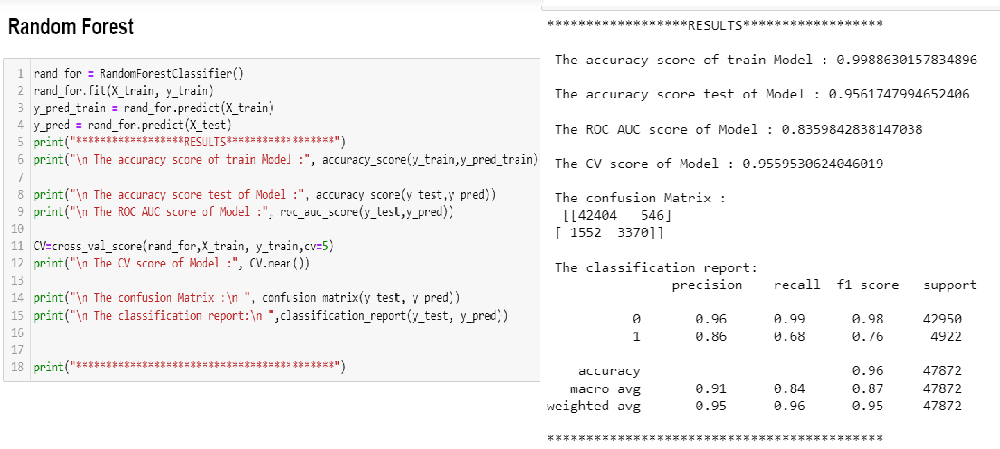 Random Forest
1 rand_for = RandomForestClassifier()
2 rand_for.fit(X_train, y_train)
3 y_pred_train = rand_for.predict(X_train)
4 y_pred = rand_for.predict(X_test)
5 print("******************RESULTS******************")
6 print("\n The accuracy score of train Model :", accuracy_score(y_train,y_pred_train)
7
8 print("\n The accuracy score test of Model :", accuracy_score(y_test,y_pred))
9 print("\n The ROC AUC score of Model :", roc_auc_score(y_test,y_pred))
10
11 CV=cross_val_score(rand_for,X_train, y_train,cv=5)
12 print("\n The CV score of Model :", CV.mean())
13
14 print("\n The confusion Matrix :\n ", confusion_matrix(y_test, y_pred))
15 print("\n The classification report:\n ",classification_report(y_test, y_pred))
16
17
18 print("*******************************************")
******************RESULTS******************
The accuracy score of train Model : 0.9988630157834896
The accuracy score test of Model : 0.9561747994652406
The ROC AUC score of Model : 0.8359842838147038
The CV score of Model : 0.9559530624046019
The confusion Matrix :
[[42404 546]
[ 1552 3370]]
The classification report:
precision recall f1-score support
0 0.96 0.99 0.98 42950
1 0.86 0.68 0.76 4922
accuracy 0.96 47872
macro avg 0.91 0.84 0.87 47872
weighted avg 0.95 0.96 0.95 47872
*******************************************